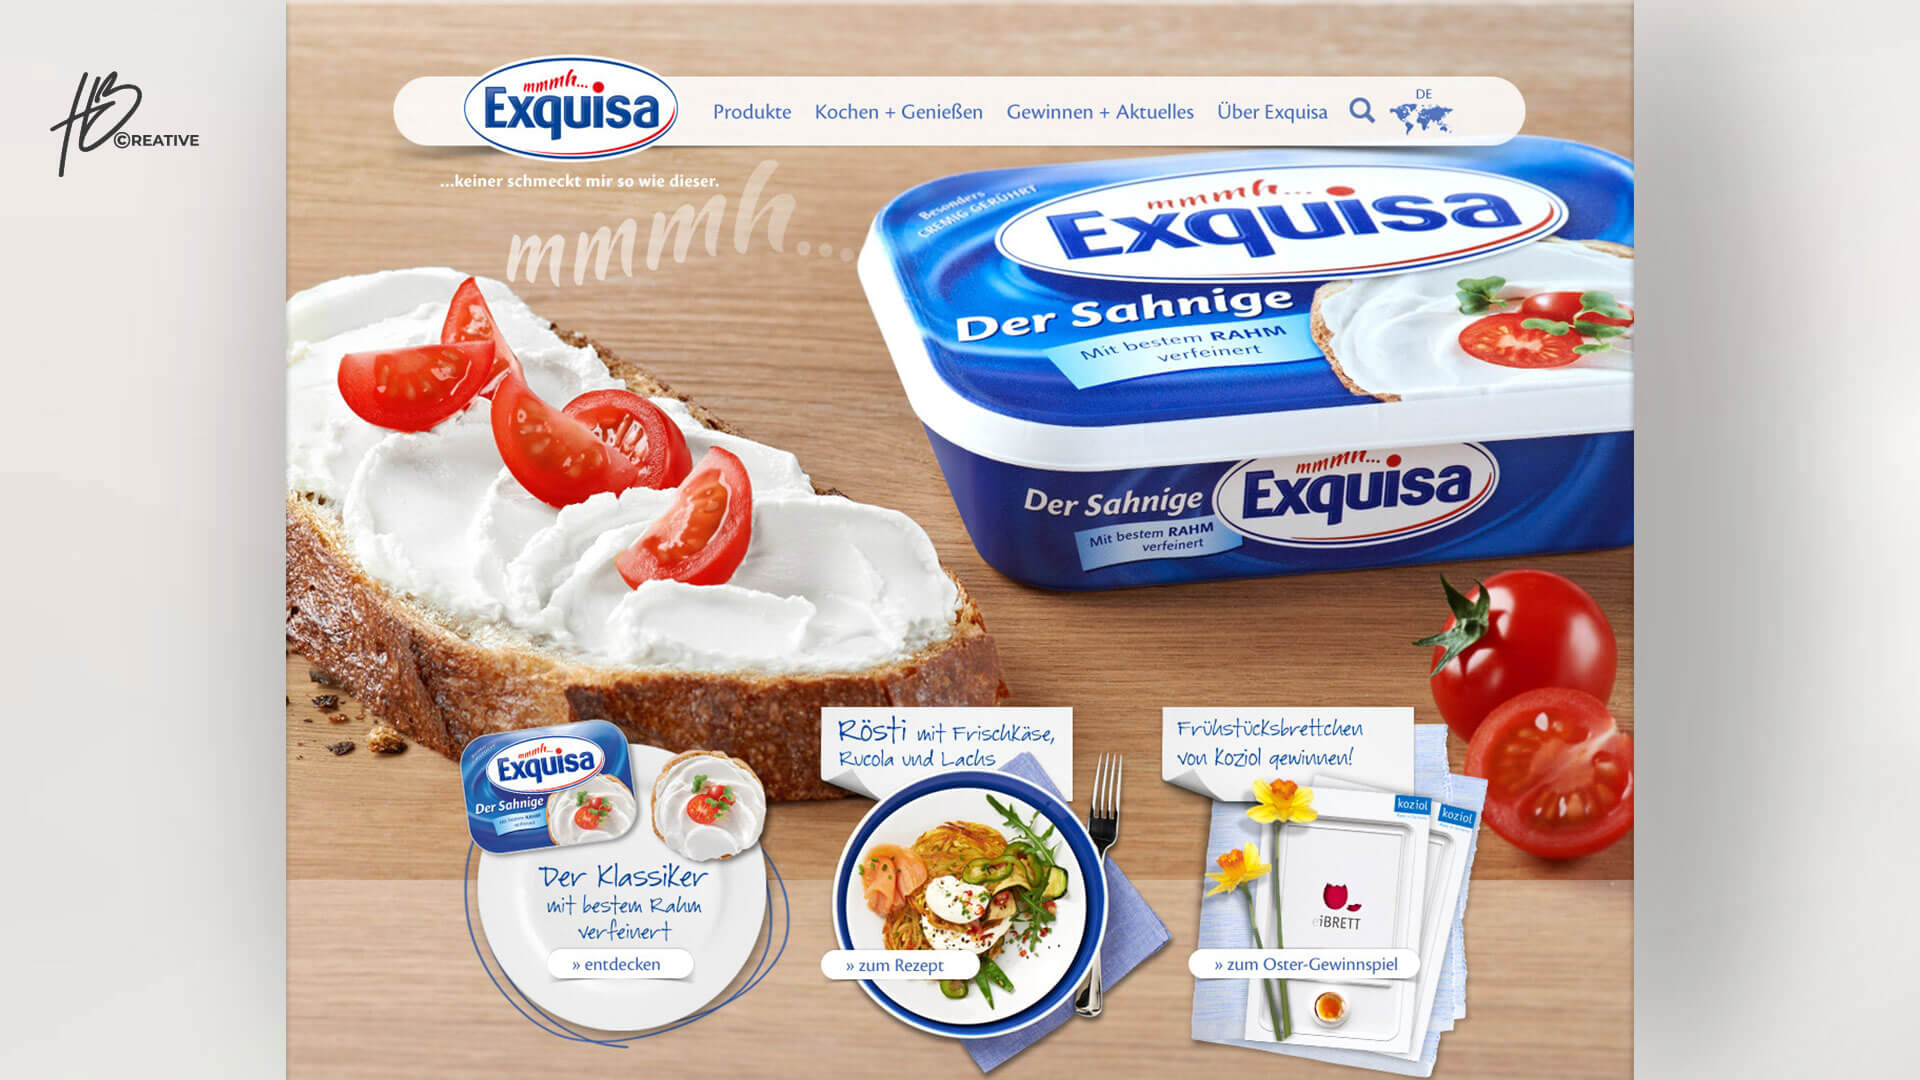 HB
©REATIVE
mmmh...
Exquisa
Produkte
Kochen + Genießen
Gewinnen + Aktuelles
Über Exquisa
DE
...keiner schmeckt mir so wie dieser.
mmmh...
Besonders
CREMIG GERÜHRT
mmmh...
Exquisa
Der Sahnige
Mit bestem RAHM
verfeinert
mmmh...
Exquisa
Der Sahnige
Mit bestem RAHM
verfeinert
mmmh...
Exquisa
Der Sahnige
Der Klassiker
mit bestem Rahm
verfeinert
» entdecken
Rösti mit Frischkäse,
Rucola und Lachs
» zum Rezept
Frühstücksbrettchen
von Koziol gewinnen!
koziol
koziol
eiBRETT
» zum Oster-Gewinnspiel